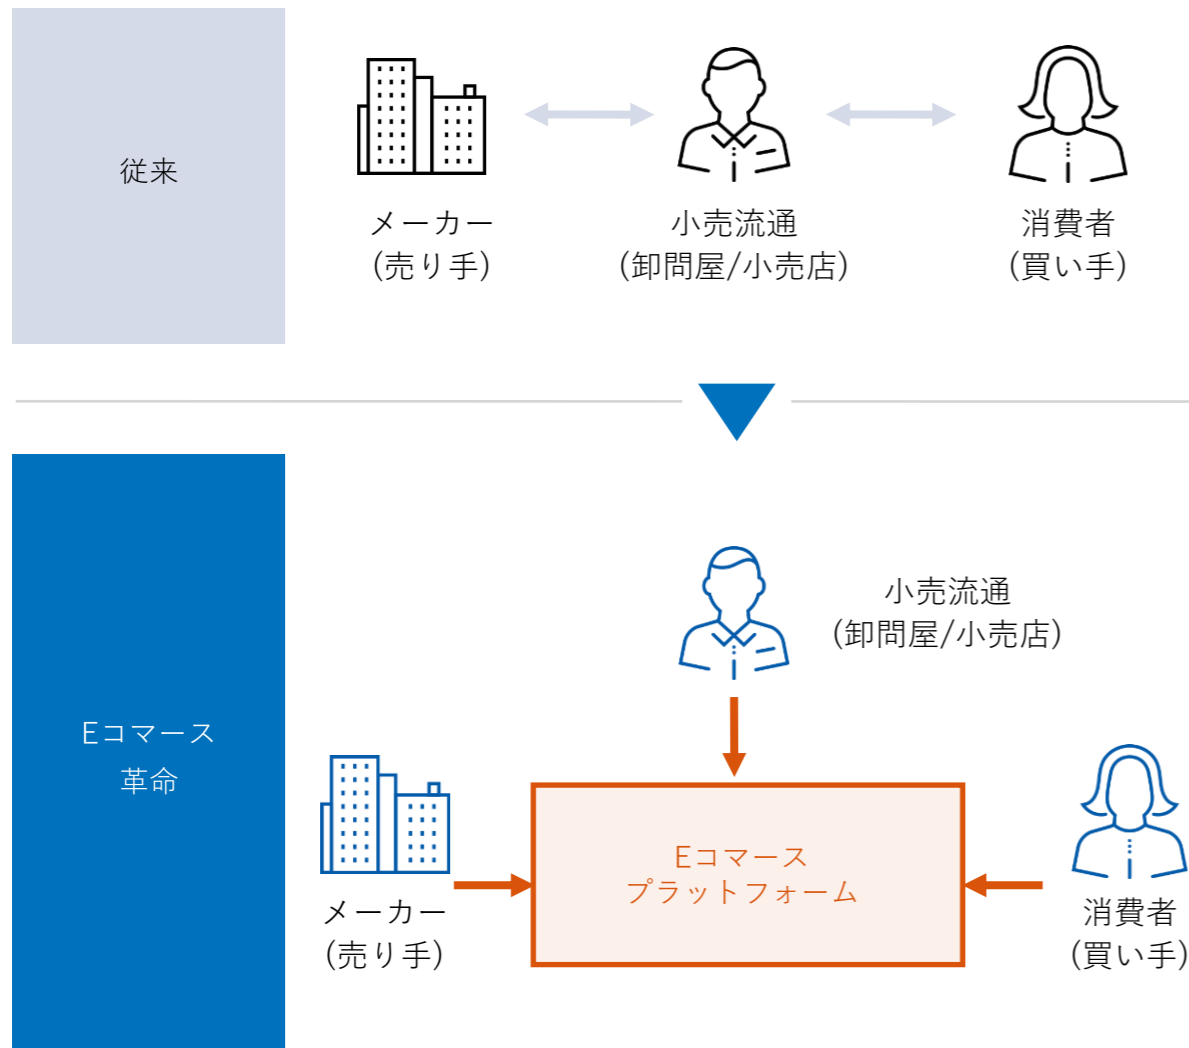 従来
メーカー
(売り手)
小売流通
(卸問屋/小売店)
消費者
(買い手)
Eコマース
革命
小売流通
(卸問屋/小売店)
メーカー
(売り手)
Eコマース
プラットフォーム
消費者
(買い手)